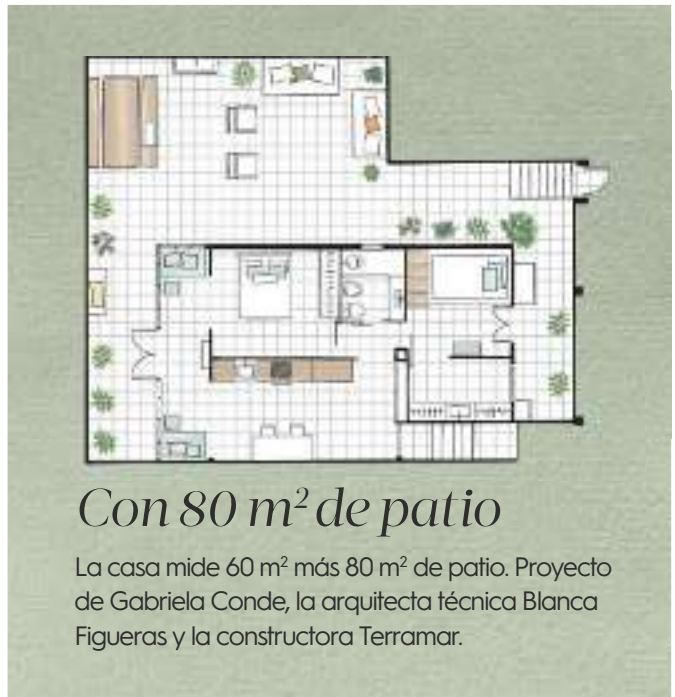 Con 80 m² de patio
La casa mide 60 m² más 80 m² de patio. Proyecto
de Gabriela Conde, la arquitecta técnica Blanca
Figueras y la constructora Terramar.